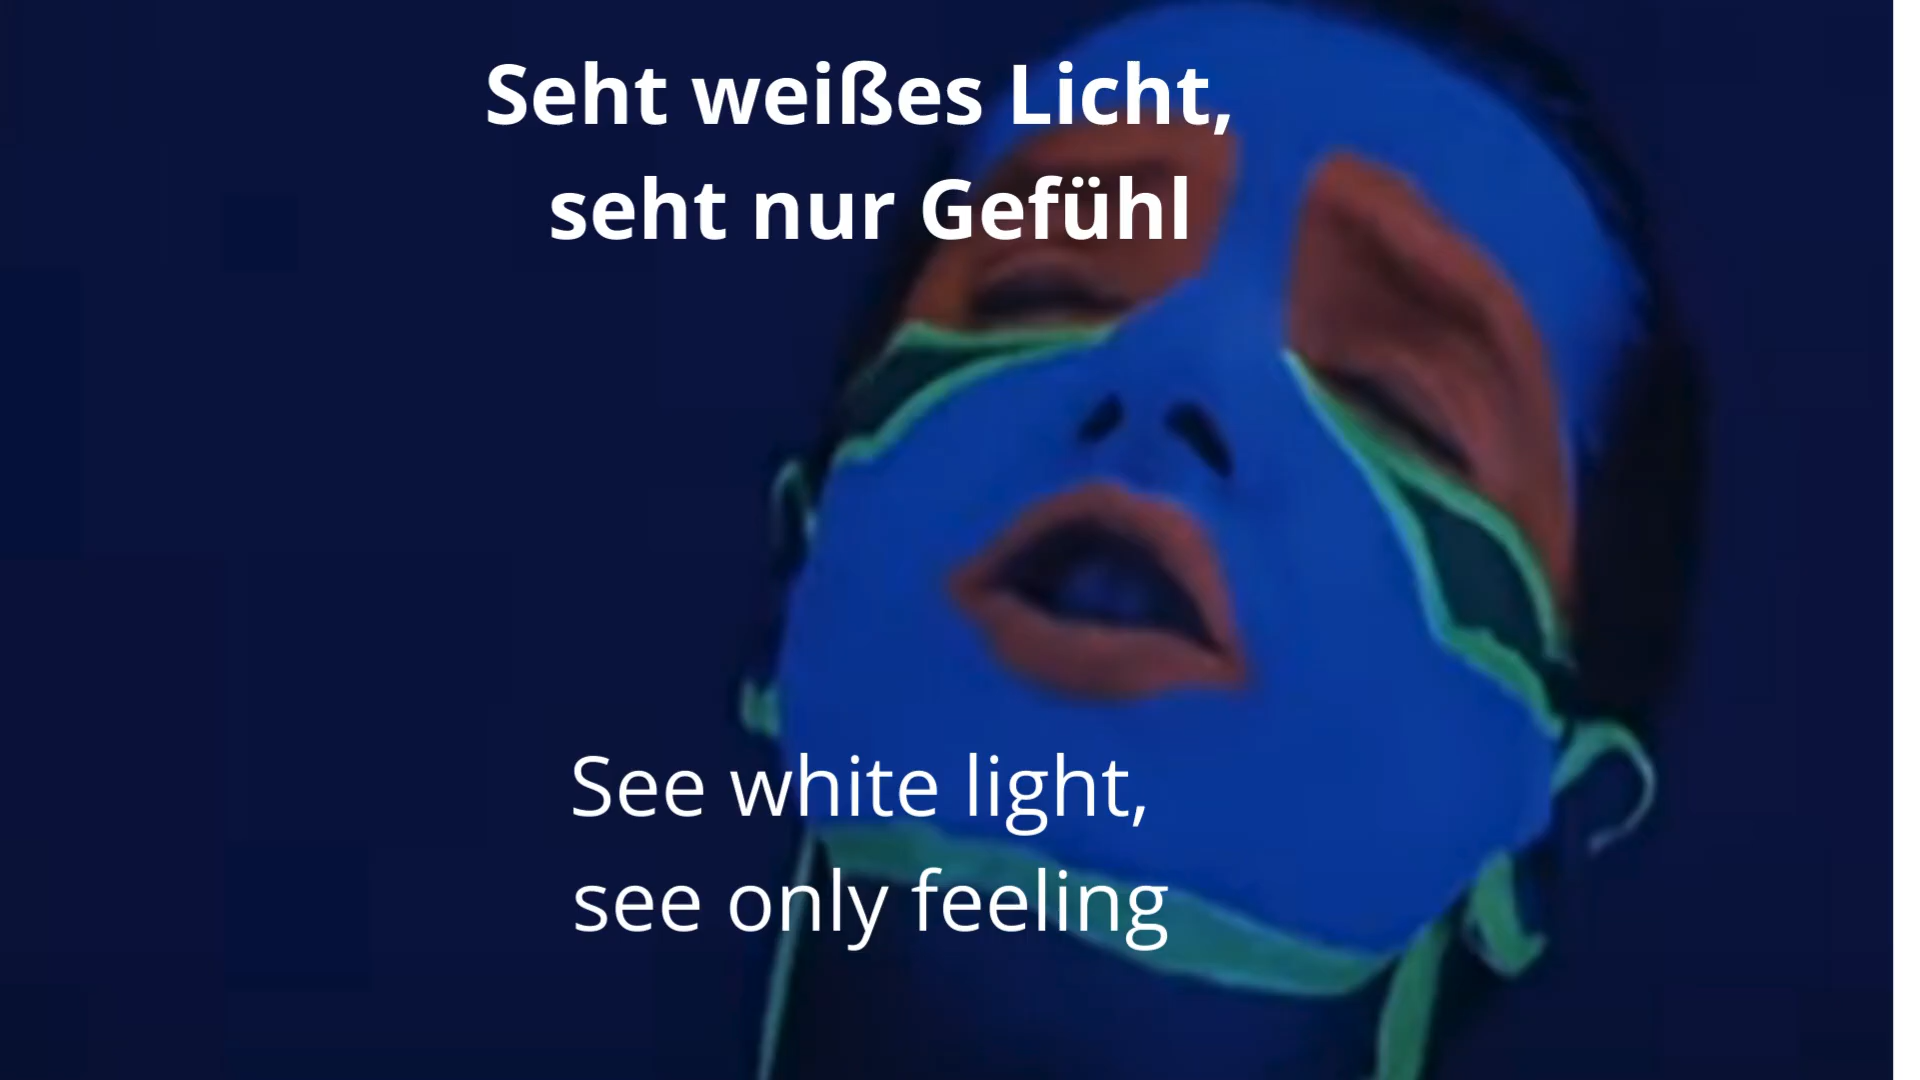 Seht weißes Licht,
seht nur Gefühl
See white light,
see only feeling